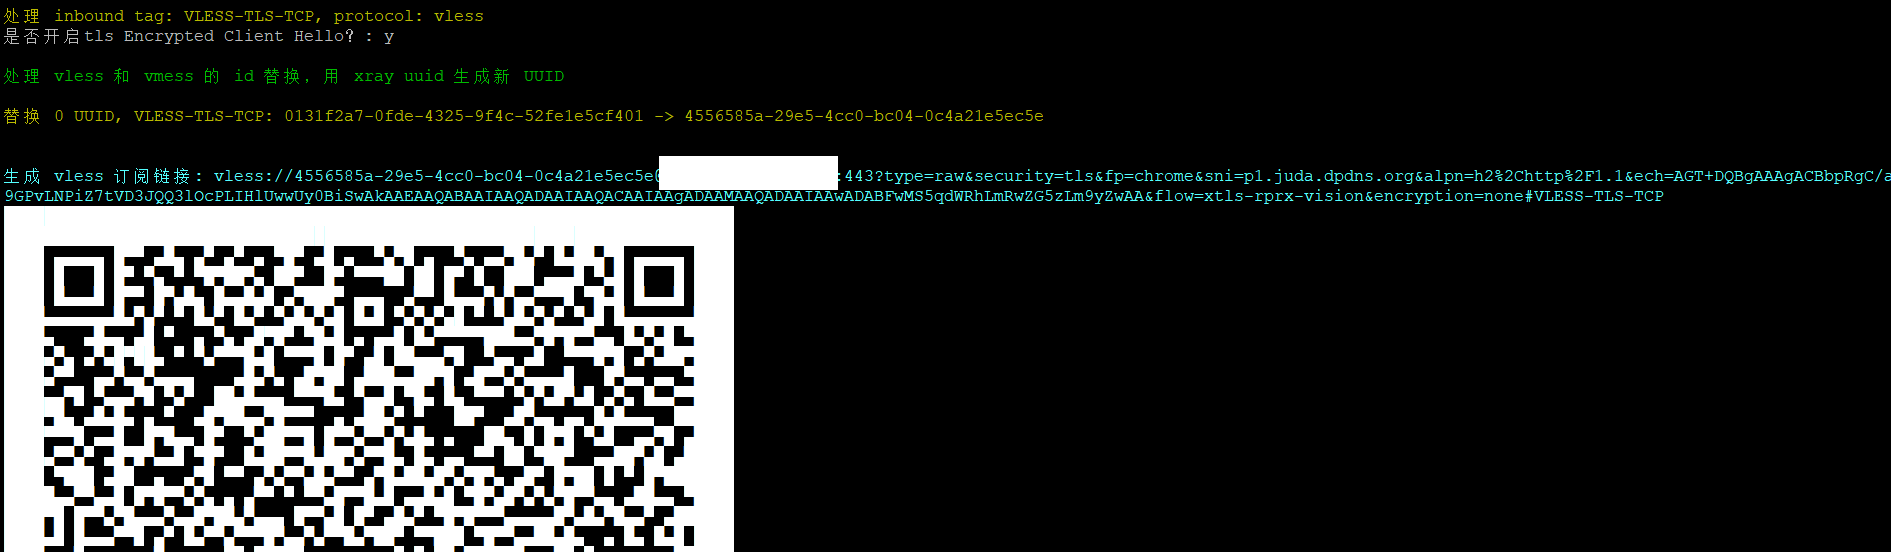 处理 inbound tag: VLESS-TLS-TCP, protocol: vless
是否开启tls Encrypted Client Hello? : y
处理 vless 和 vmess 的 id 替换, 用 xray uuid 生成新 UUID
替换 0 UUID, VLESS-TLS-TCP: 0131f2a7-0fde-4325-9f4c-52fe1e5cf401 -> 4556585a-29e5-4cc0-bc04-0c4a21e5ec5e
生成 vless 订阅链接: vless://4556585a-29e5-4cc0-bc04-0c4a21e5ec5e :443?type=raw&security=tls&fp=chrome&sni=p1.juda.dpdns.org&alpn=h2%2Chttp%2F1.1&ech=AGT+DQBgAAAgACBbpRgC/a
9GPvLNPiZ7tVD3JQQ3lOcPLIHlUwwUy0BiSwAkAAEAAQABAAIAAQADAAIAAQACAAIAAgADAAMAAQADAAIAAwADABFwMS5qdWRhLmRwZG5zLm9yZwAA&flow=xtls-rprx-vision&encryption=none#VLESS-TLS-TCP